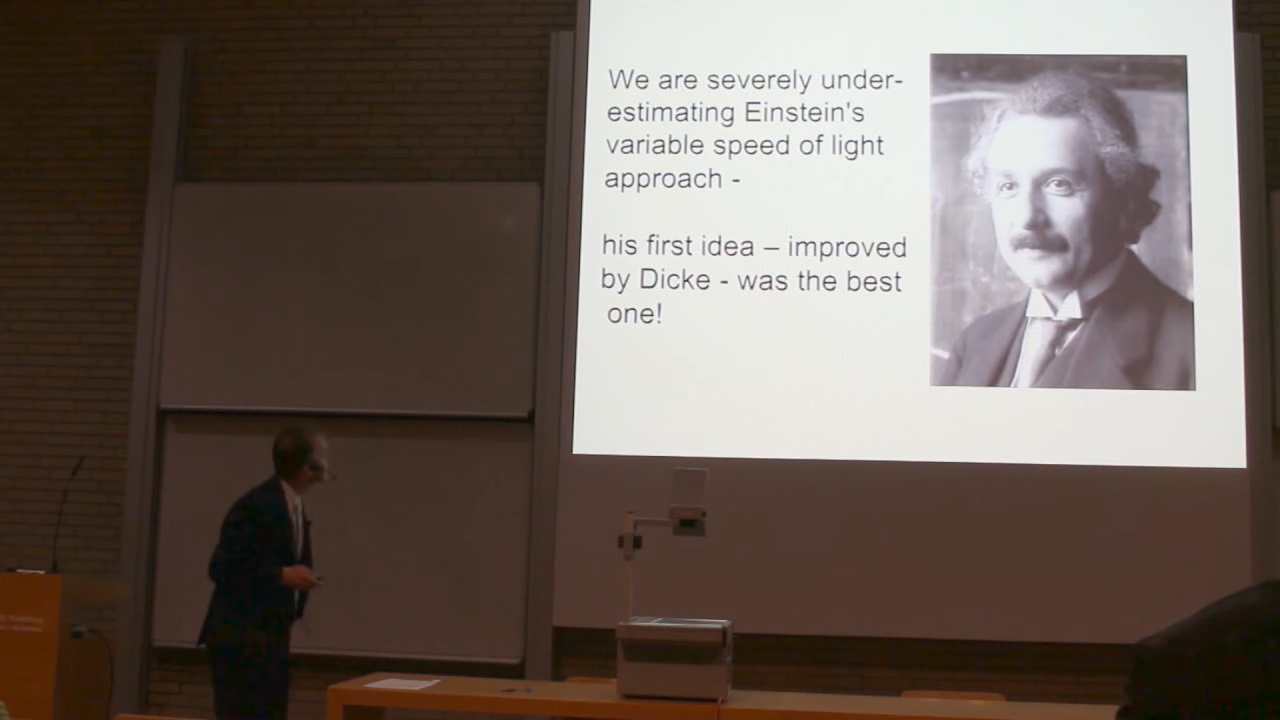 We are severely under-
estimating Einstein's
variable speed of light
approach -
his first idea – improved
by Dicke - was the best
one!